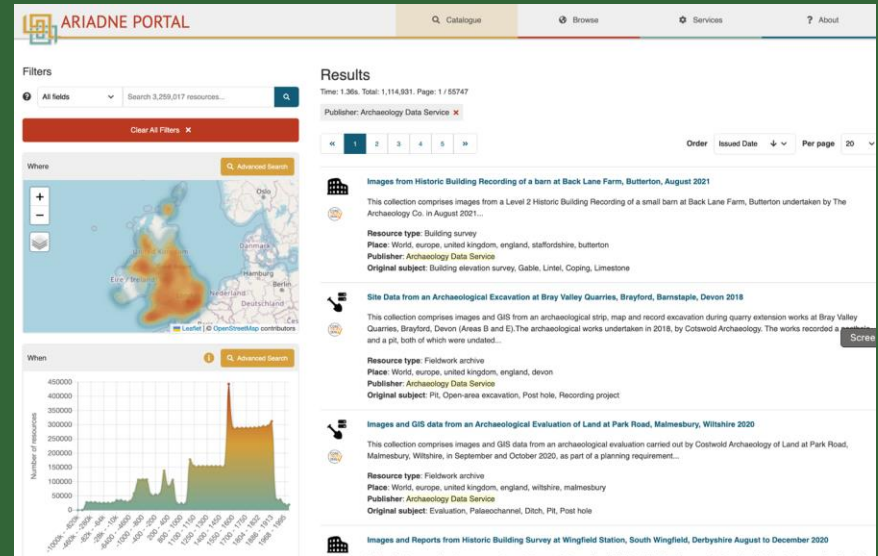 ARIADNE PORTAL
Catalogue
Browse
Services
About
Filters
All fields
Search 3,259,017 resources...
Clear All Filters ×
Where
Advanced Search
+
−
Oslo
United Kingdom
Danmark
Éire / Ireland
Hamburg
Berlin
Nederland
Deutschland
Leaflet | © OpenStreetMap contributors
When
Advanced Search
Number of resources
450000
400000
350000
300000
250000
200000
150000
100000
50000
0
Results
Time: 1.36s. Total: 1,114,931. Page: 1 / 55747
Publisher: Archaeology Data Service ×
« 1 2 3 4 5 »
Order Issued Date Per page 20
Images from Historic Building Recording of a barn at Back Lane Farm, Butterton, August 2021
This collection comprises images from a Level 2 Historic Building Recording of a small barn at Back Lane Farm, Butterton undertaken by The
Archaeology Co. in August 2021...
Resource type: Building survey
Place: World, europe, united kingdom, england, staffordshire, butterton
Publisher: Archaeology Data Service
Original subject: Building elevation survey, Gable, Lintel, Coping, Limestone
Site Data from an Archaeological Excavation at Bray Valley Quarries, Brayford, Barnstaple, Devon 2018
This collection comprises images and GIS from an archaeological strip, map and record excavation during quarry extension works at Bray Valley
Quarries, Brayford, Devon (Areas B and E).The archaeological works undertaken in 2018, by Cotswold Archaeology. The works recorded a
and a pit, both of which were undated...
Scree
Resource type: Fieldwork archive
Place: World, europe, united kingdom, england, devon
Publisher: Archaeology Data Service
Original subject: Pit, Open-area excavation, Post hole, Recording project
Images and GIS data from an Archaeological Evaluation of Land at Park Road, Malmesbury, Wiltshire 2020
This collection comprises images and GIS data from an archaeological evaluation carried out by Costwold Archaeology of Land at Park Road,
Malmesbury, Wiltshire, in September and October 2020, as part of a planning requirement...
Resource type: Fieldwork archive
Place: World, europe, united kingdom, england, wiltshire, malmesbury
Publisher: Archaeology Data Service
Original subject: Evaluation, Palaeochannel, Ditch, Pit, Post hole
Images and Reports from Historic Building Survey at Wingfield Station, South Wingfield, Derbyshire August to December 2020